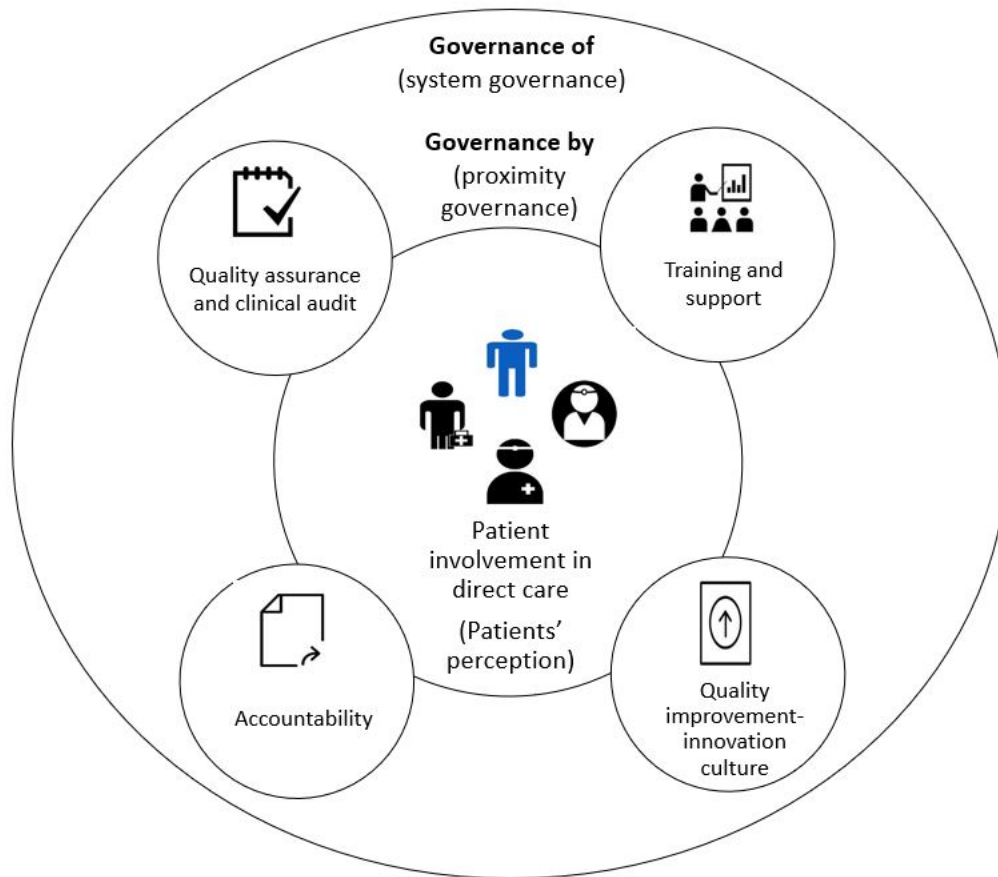 Governance of
(system governance)
Governance by
(proximity
governance)
Quality assurance
and clinical audit
Training and
support
Patient
involvement in
direct care
(Patients'
perception)
Accountability
Quality
improvement-
innovation
culture